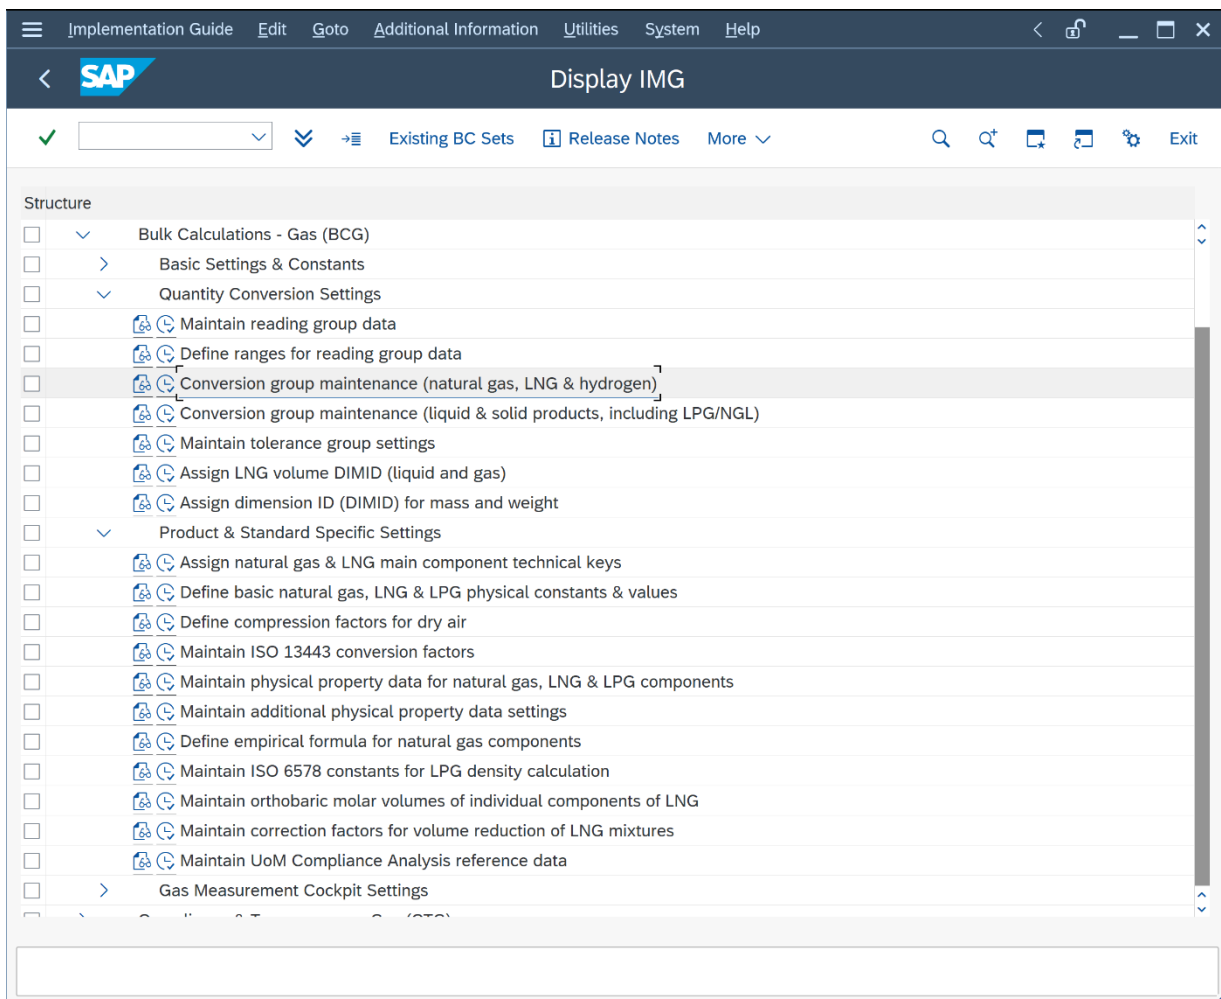 Implementation Guide Edit Goto Additional Information Utilities System Help
SAP Display IMG
Existing BC Sets Release Notes More Exit
Structure
Bulk Calculations - Gas (BCG)
Basic Settings & Constants
Quantity Conversion Settings
Maintain reading group data
Define ranges for reading group data
Conversion group maintenance (natural gas, LNG & hydrogen)
Conversion group maintenance (liquid & solid products, including LPG/NGL)
Maintain tolerance group settings
Assign LNG volume DIMID (liquid and gas)
Assign dimension ID (DIMID) for mass and weight
Product & Standard Specific Settings
Assign natural gas & LNG main component technical keys
Define basic natural gas, LNG & LPG physical constants & values
Define compression factors for dry air
Maintain ISO 13443 conversion factors
Maintain physical property data for natural gas, LNG & LPG components
Maintain additional physical property data settings
Define empirical formula for natural gas components
Maintain ISO 6578 constants for LPG density calculation
Maintain orthobaric molar volumes of individual components of LNG
Maintain correction factors for volume reduction of LNG mixtures
Maintain UoM Compliance Analysis reference data
Gas Measurement Cockpit Settings